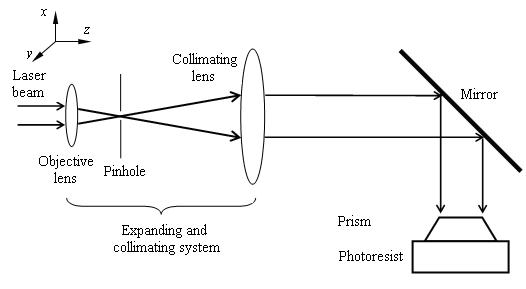 x
z
y
Laser
beam
Collimating
lens
Mirror
Objective
lens
Pinhole
Expanding and
collimating system
Prism
Photoresist